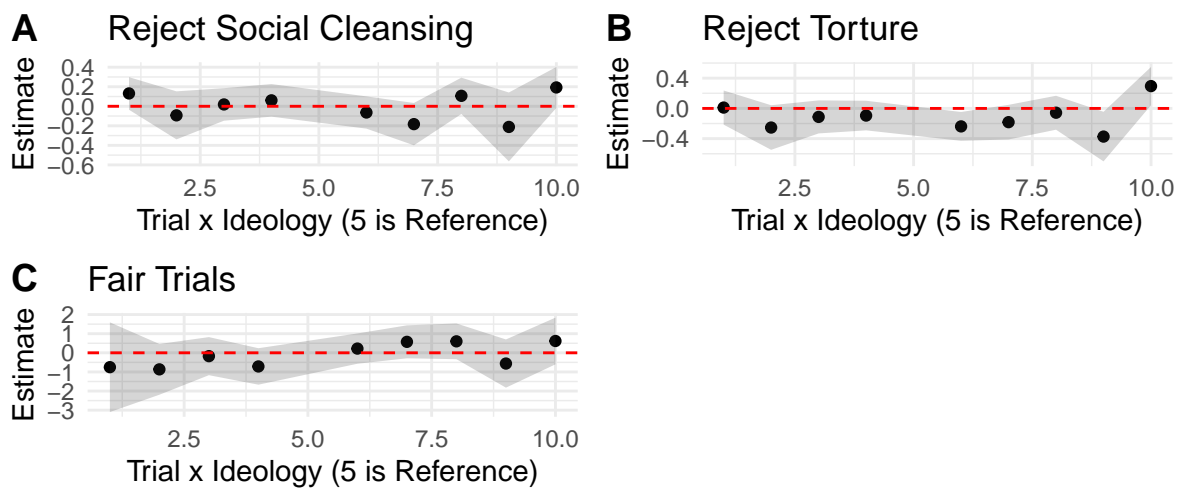 A Reject Social Cleansing
Estimate
0.4
0.2
0.0
−0.2
−0.4
−0.6
2.5 5.0 7.5 10.0
Trial x Ideology (5 is Reference)
B Reject Torture
Estimate
0.4
0.0
−0.4
2.5 5.0 7.5 10.0
Trial x Ideology (5 is Reference)
C Fair Trials
Estimate
2
1
0
−1
−2
−3
2.5 5.0 7.5 10.0
Trial x Ideology (5 is Reference)